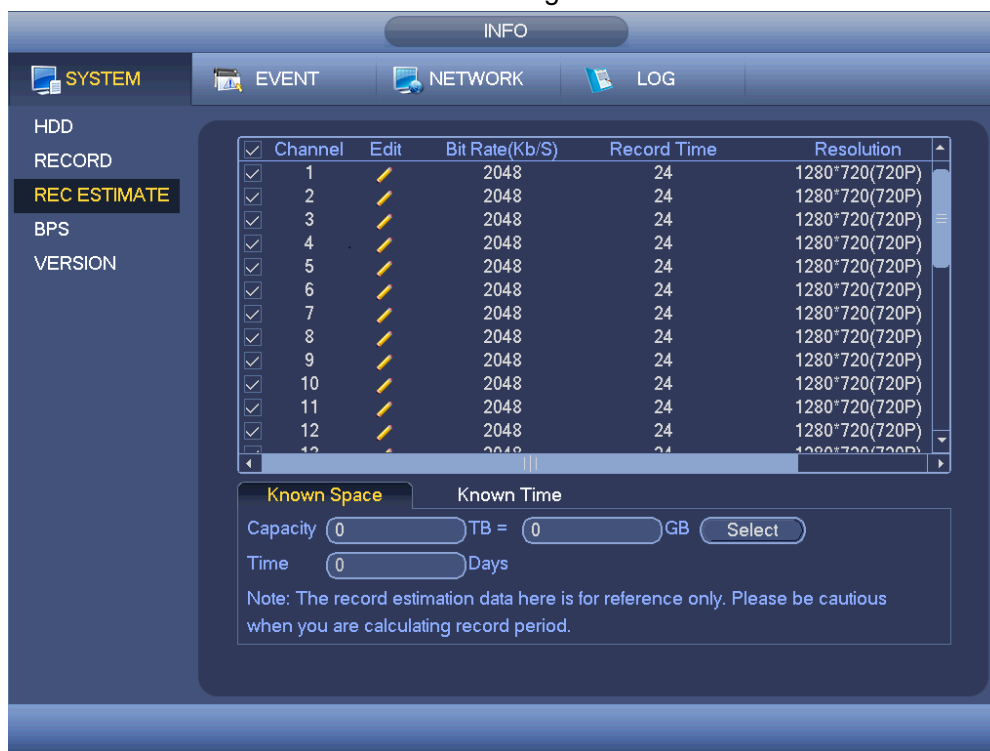 INFO
SYSTEM EVENT NETWORK LOG
HDD
RECORD
REC ESTIMATE
BPS
VERSION
Channel Edit Bit Rate(Kb/S) Record Time Resolution
1 2048 24 1280*720(720P)
2 2048 24 1280*720(720P)
3 2048 24 1280*720(720P)
4 2048 24 1280*720(720P)
5 2048 24 1280*720(720P)
6 2048 24 1280*720(720P)
7 2048 24 1280*720(720P)
8 2048 24 1280*720(720P)
9 2048 24 1280*720(720P)
10 2048 24 1280*720(720P)
11 2048 24 1280*720(720P)
12 2048 24 1280*720(720P)
13 2048 24 1280*720(720P)
Known Space Known Time
Capacity 0 TB = 0 GB Select
Time 0 Days
Note: The record estimation data here is for reference only. Please be cautious
when you are calculating record period.